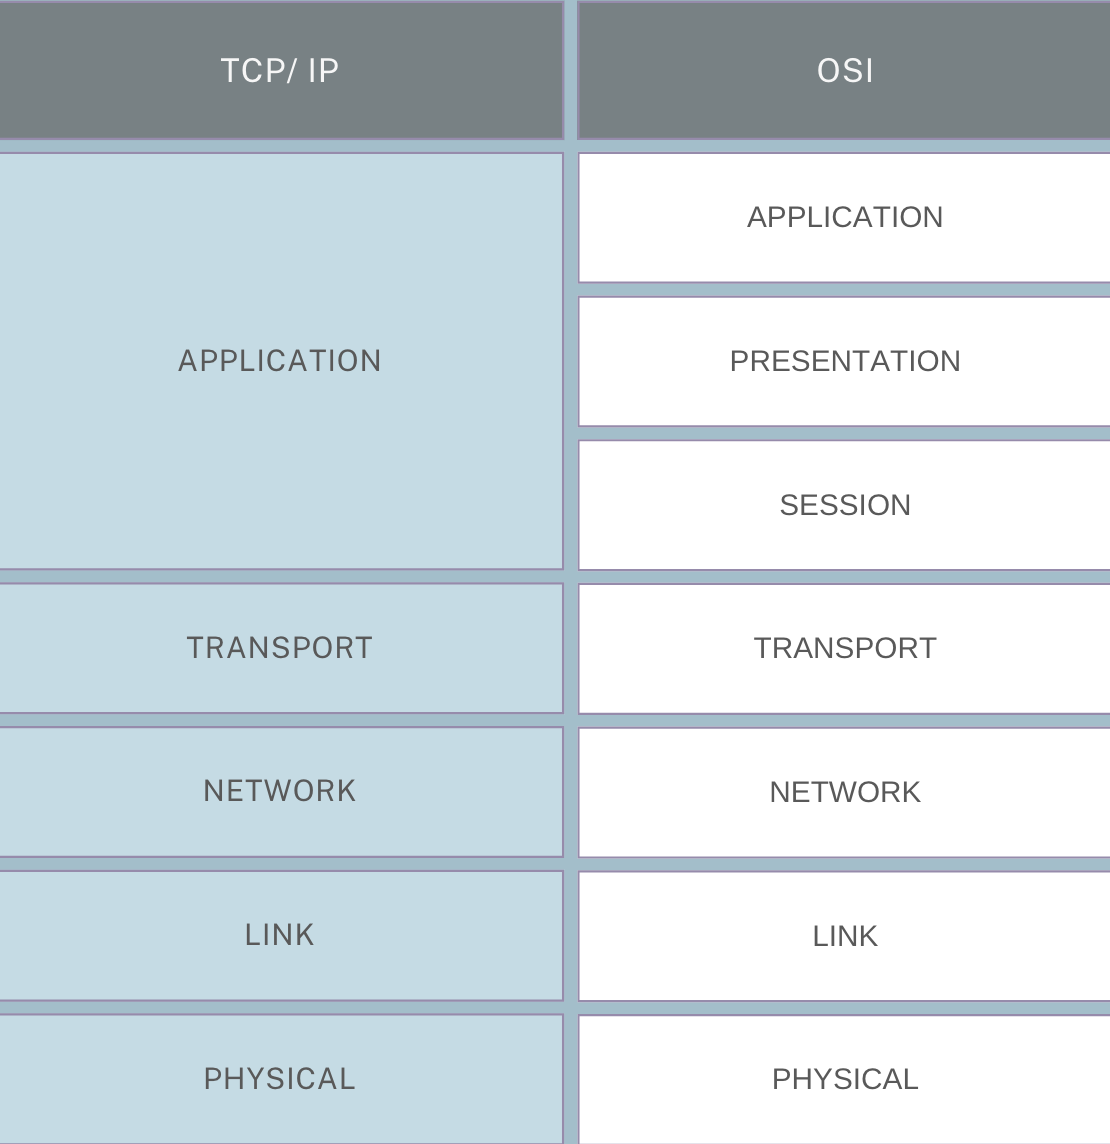 TCP/ IP
OSI
APPLICATION
APPLICATION
PRESENTATION
SESSION
TRANSPORT
TRANSPORT
NETWORK
NETWORK
LINK
LINK
PHYSICAL
PHYSICAL